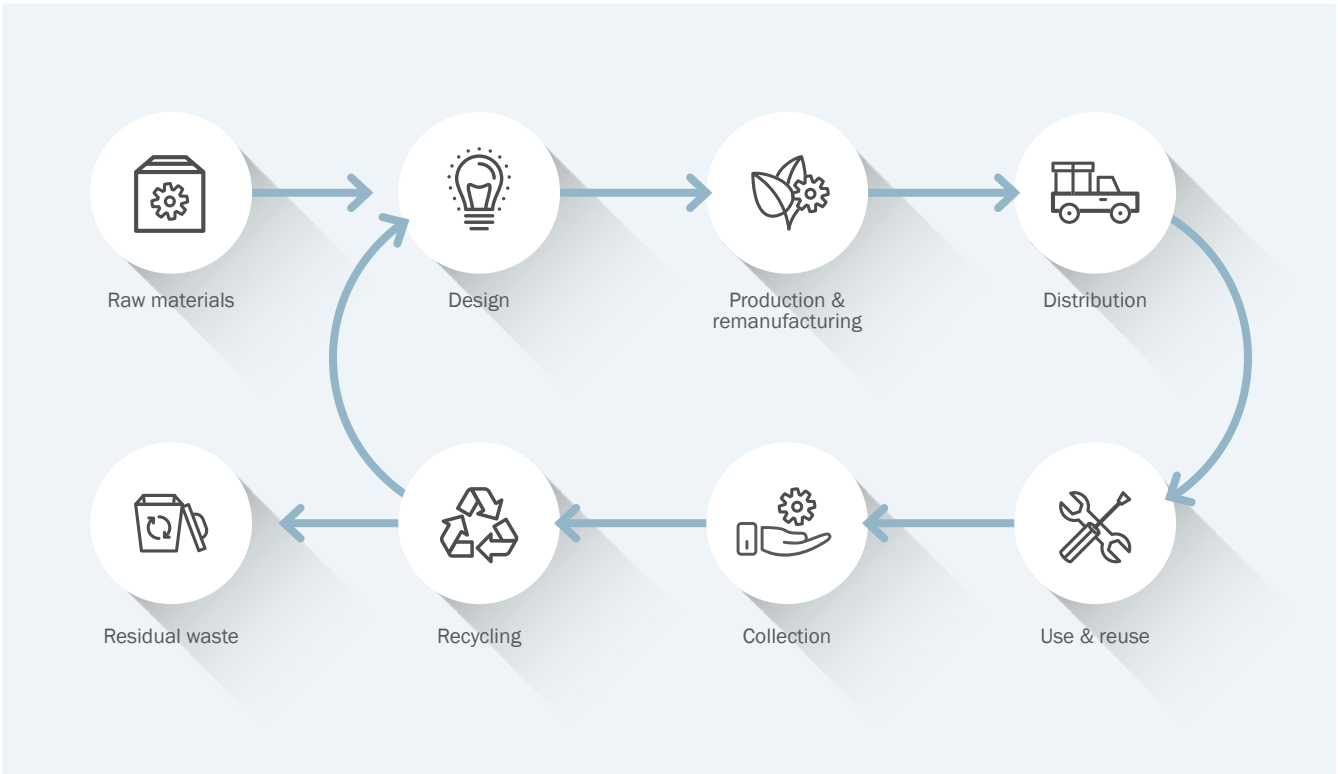 Raw materials
Design
Production &
remanufacturing
Distribution
Residual waste
Recycling
Collection
Use & reuse